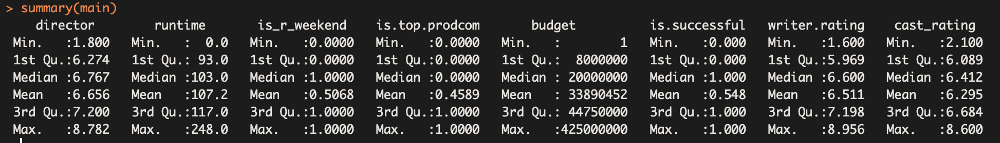 > summary(main)
    director        runtime       is_r_weekend    is.top.prodcom       budget          is.successful   writer.rating    cast_rating
 Min.   :1.800   Min.   :  0.0   Min.   :0.0000   Min.   :0.0000   Min.   :        1   Min.   :0.000   Min.   :1.600   Min.   :2.100
 1st Qu.:6.274   1st Qu.: 93.0   1st Qu.:0.0000   1st Qu.:0.0000   1st Qu.:  8000000   1st Qu.:0.000   1st Qu.:5.969   1st Qu.:6.089
 Median :6.767   Median :103.0   Median :1.0000   Median :0.0000   Median : 20000000   Median :1.000   Median :6.600   Median :6.412
 Mean   :6.656   Mean   :107.2   Mean   :0.5068   Mean   :0.4589   Mean   : 33890452   Mean   :0.548   Mean   :6.511   Mean   :6.295
 3rd Qu.:7.200   3rd Qu.:117.0   3rd Qu.:1.0000   3rd Qu.:1.0000   3rd Qu.: 44750000   3rd Qu.:1.000   3rd Qu.:7.198   3rd Qu.:6.684
 Max.   :8.782   Max.   :248.0   Max.   :1.0000   Max.   :1.0000   Max.   :425000000   Max.   :1.000   Max.   :8.956   Max.   :8.600